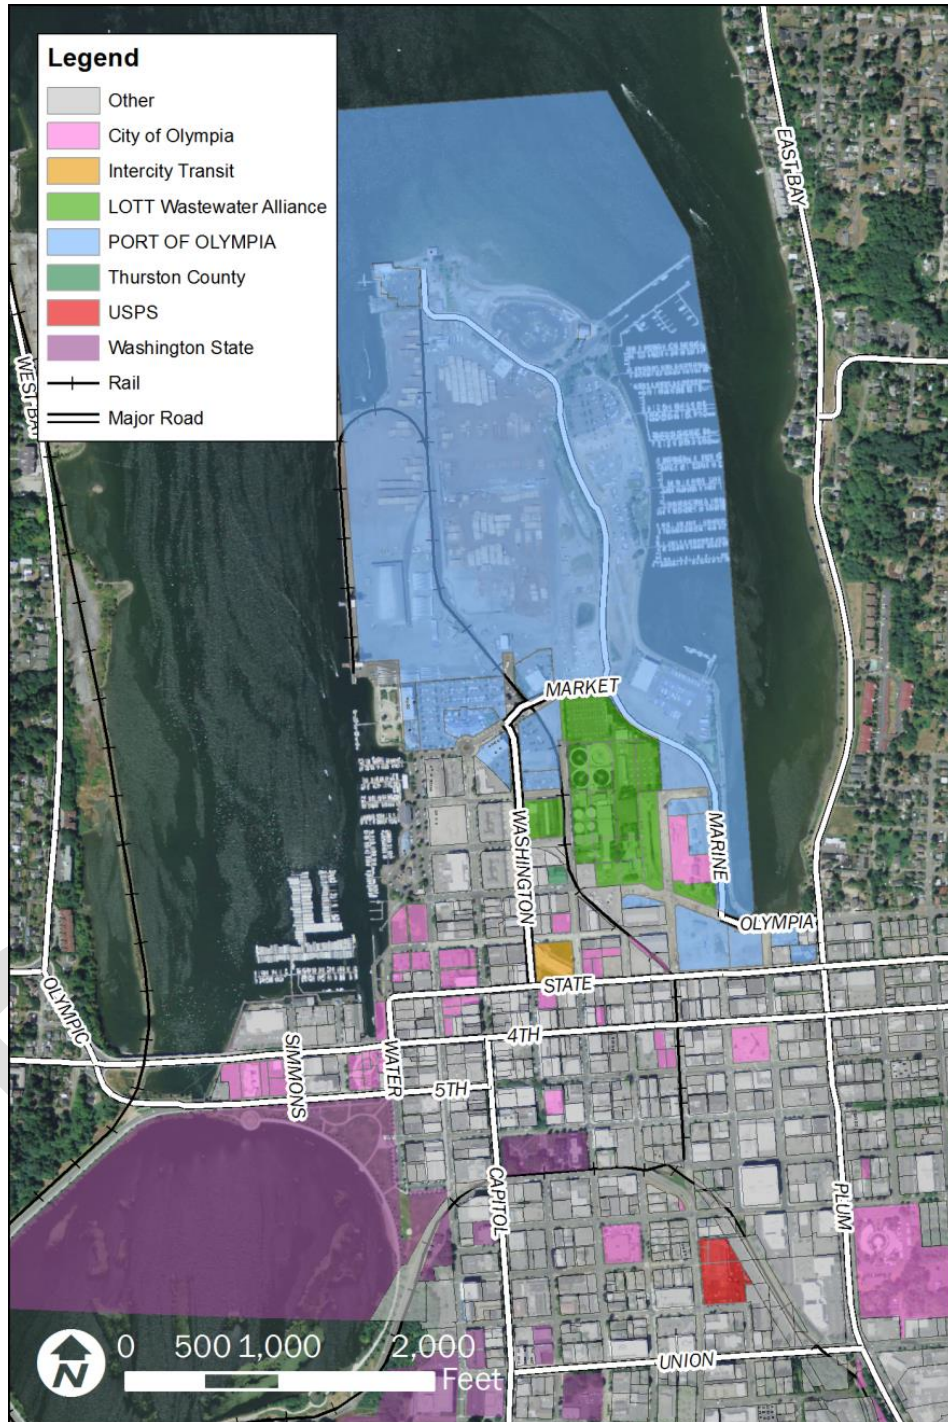 Legend
Other
City of Olympia
Intercity Transit
LOTT Wastewater Alliance
PORT OF OLYMPIA
Thurston County
USPS
Washington State
Rail
Major Road
EAST BAY
WEST BA
MARKET
WASHINGTON
MARINE
OLYMPIA
STATE
OLYMPIC
4TH
SIMMONS
WATER
5TH
CAPITOL
PLUM
UNION
N
0 500 1,000 2,000
Feet